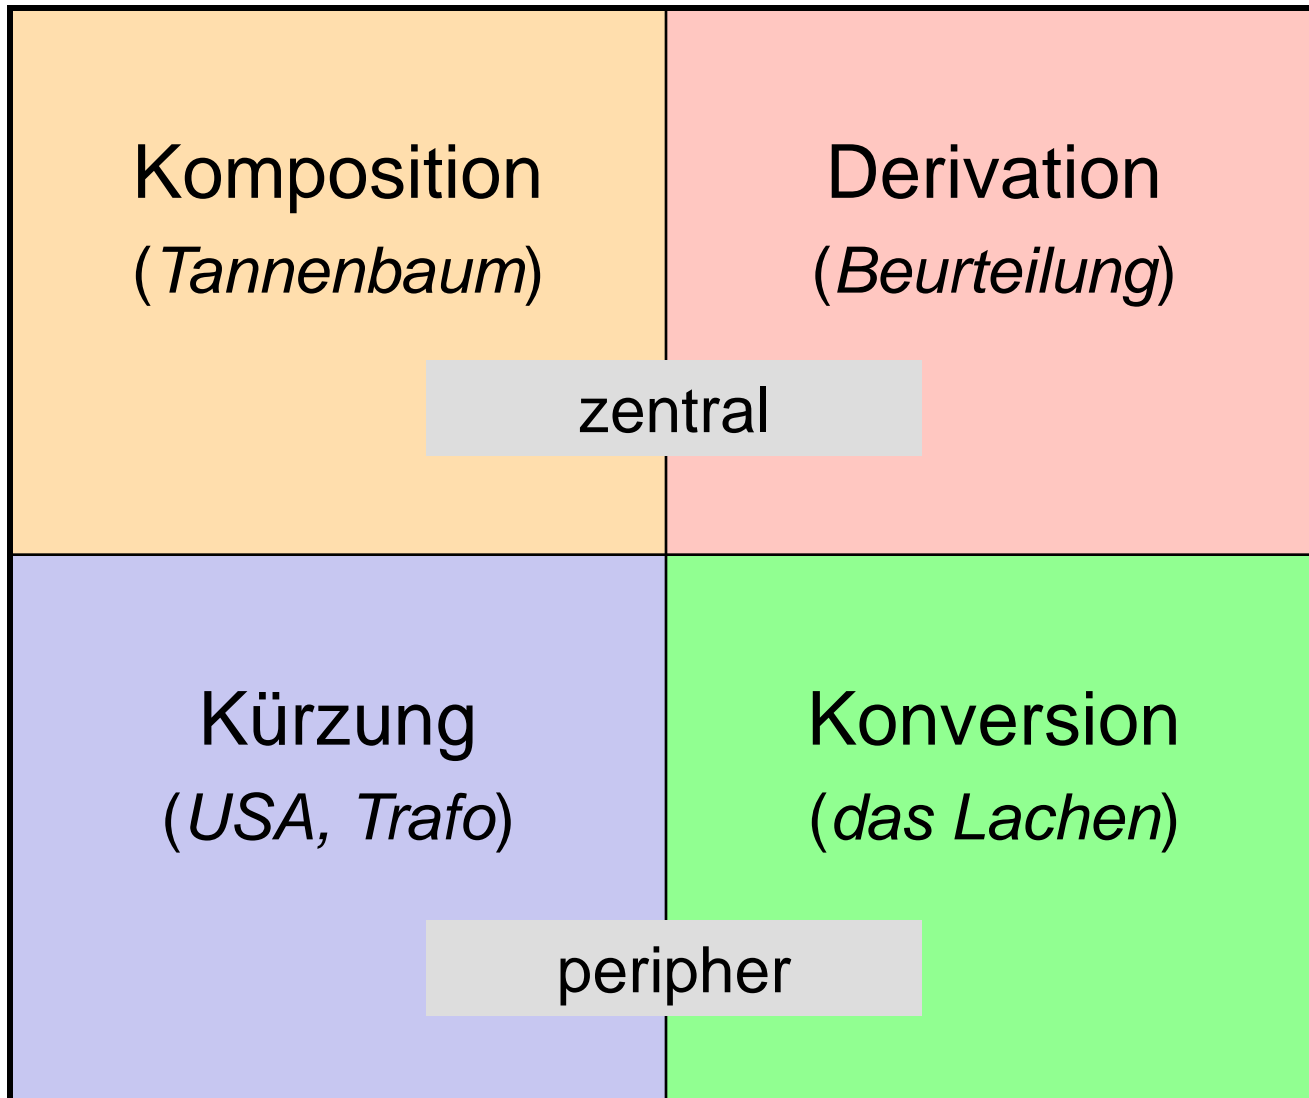 Komposition
(Tannenbaum)
Derivation
(Beurteilung)
zentral
Kürzung
(USA, Trafo)
Konversion
(das Lachen)
peripher